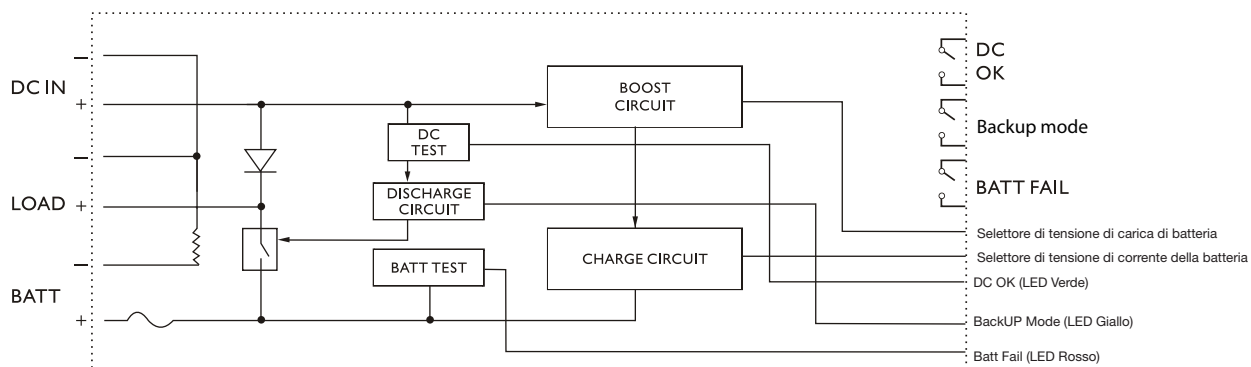 DC IN
−
+
LOAD
−
+
BATT
−
+
BOOST
CIRCUIT
DC
TEST
DISCHARGE
CIRCUIT
BATT TEST
CHARGE CIRCUIT
DC
OK
Backup mode
BATT FAIL
Selettore di tensione di carica di batteria
Selettore di tensione di corrente della batteria
DC OK (LED Verde)
BackUP Mode (LED Giallo)
Batt Fail (LED Rosso)